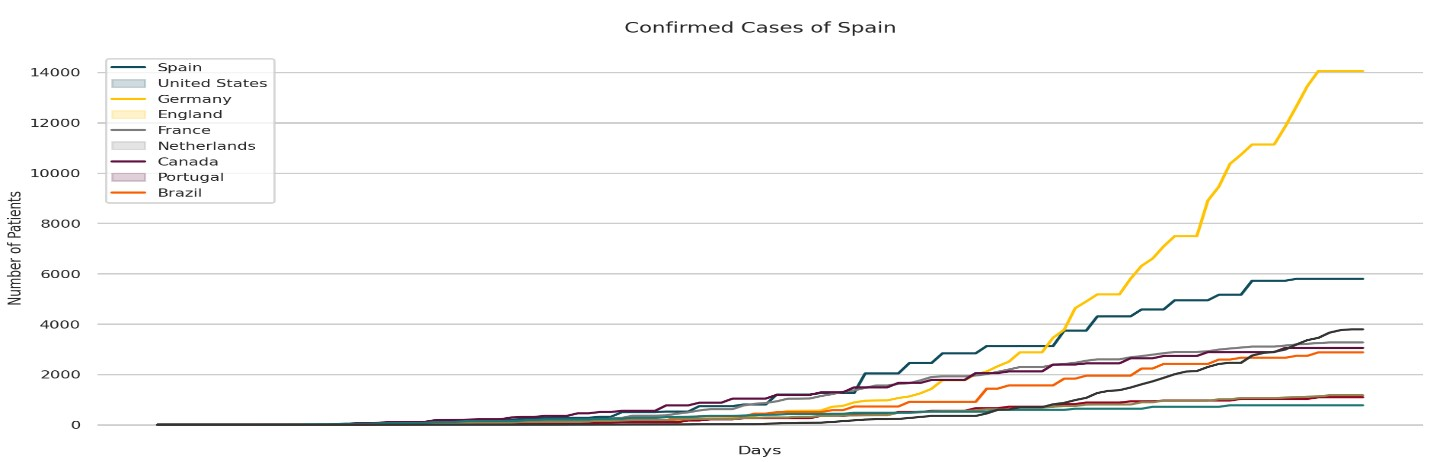 Confirmed Cases of Spain
14000
12000
10000
8000
6000
4000
2000
0
Number of Patients
Spain
United States
Germany
England
France
Netherlands
Canada
Portugal
Brazil
Days